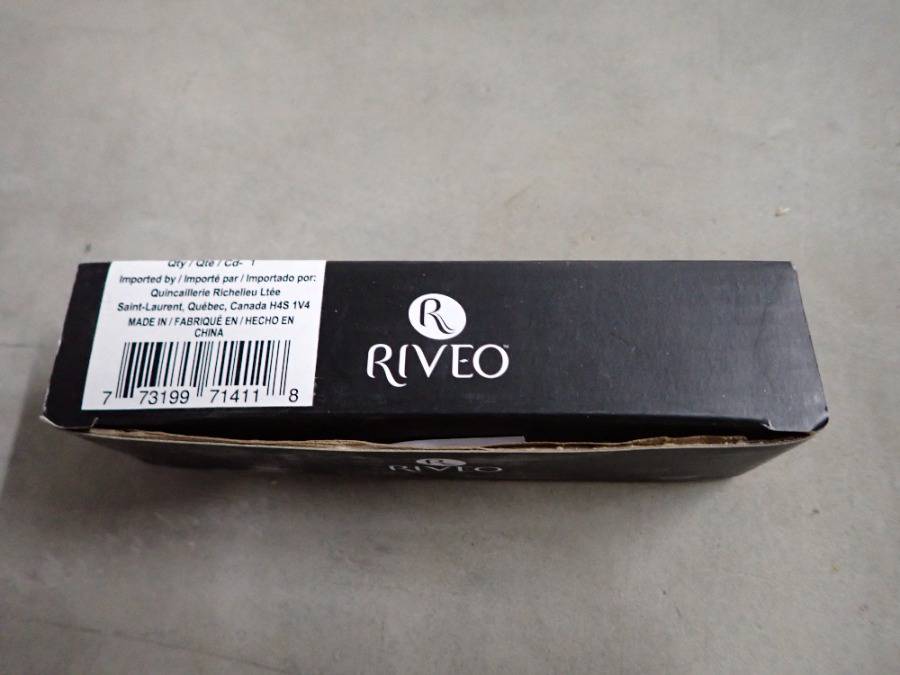 Qty / Qté / Cd- 1
Imported by / Importé par / Importado por:
Quincaillerie Richelieu Ltée
Saint-Laurent, Québec, Canada H4S 1V4
MADE IN / FABRIQUÉ EN / HECHO EN
CHINA
7 73199 71411 8
R
RIVEO™
R
RIVEO